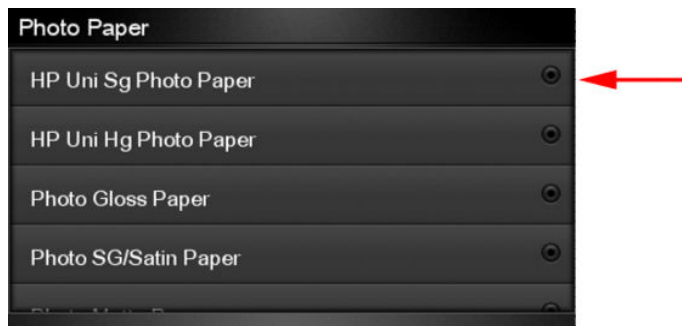 Photo Paper
HP Uni Sg Photo Paper
HP Uni Hg Photo Paper
Photo Gloss Paper
Photo SG/Satin Paper